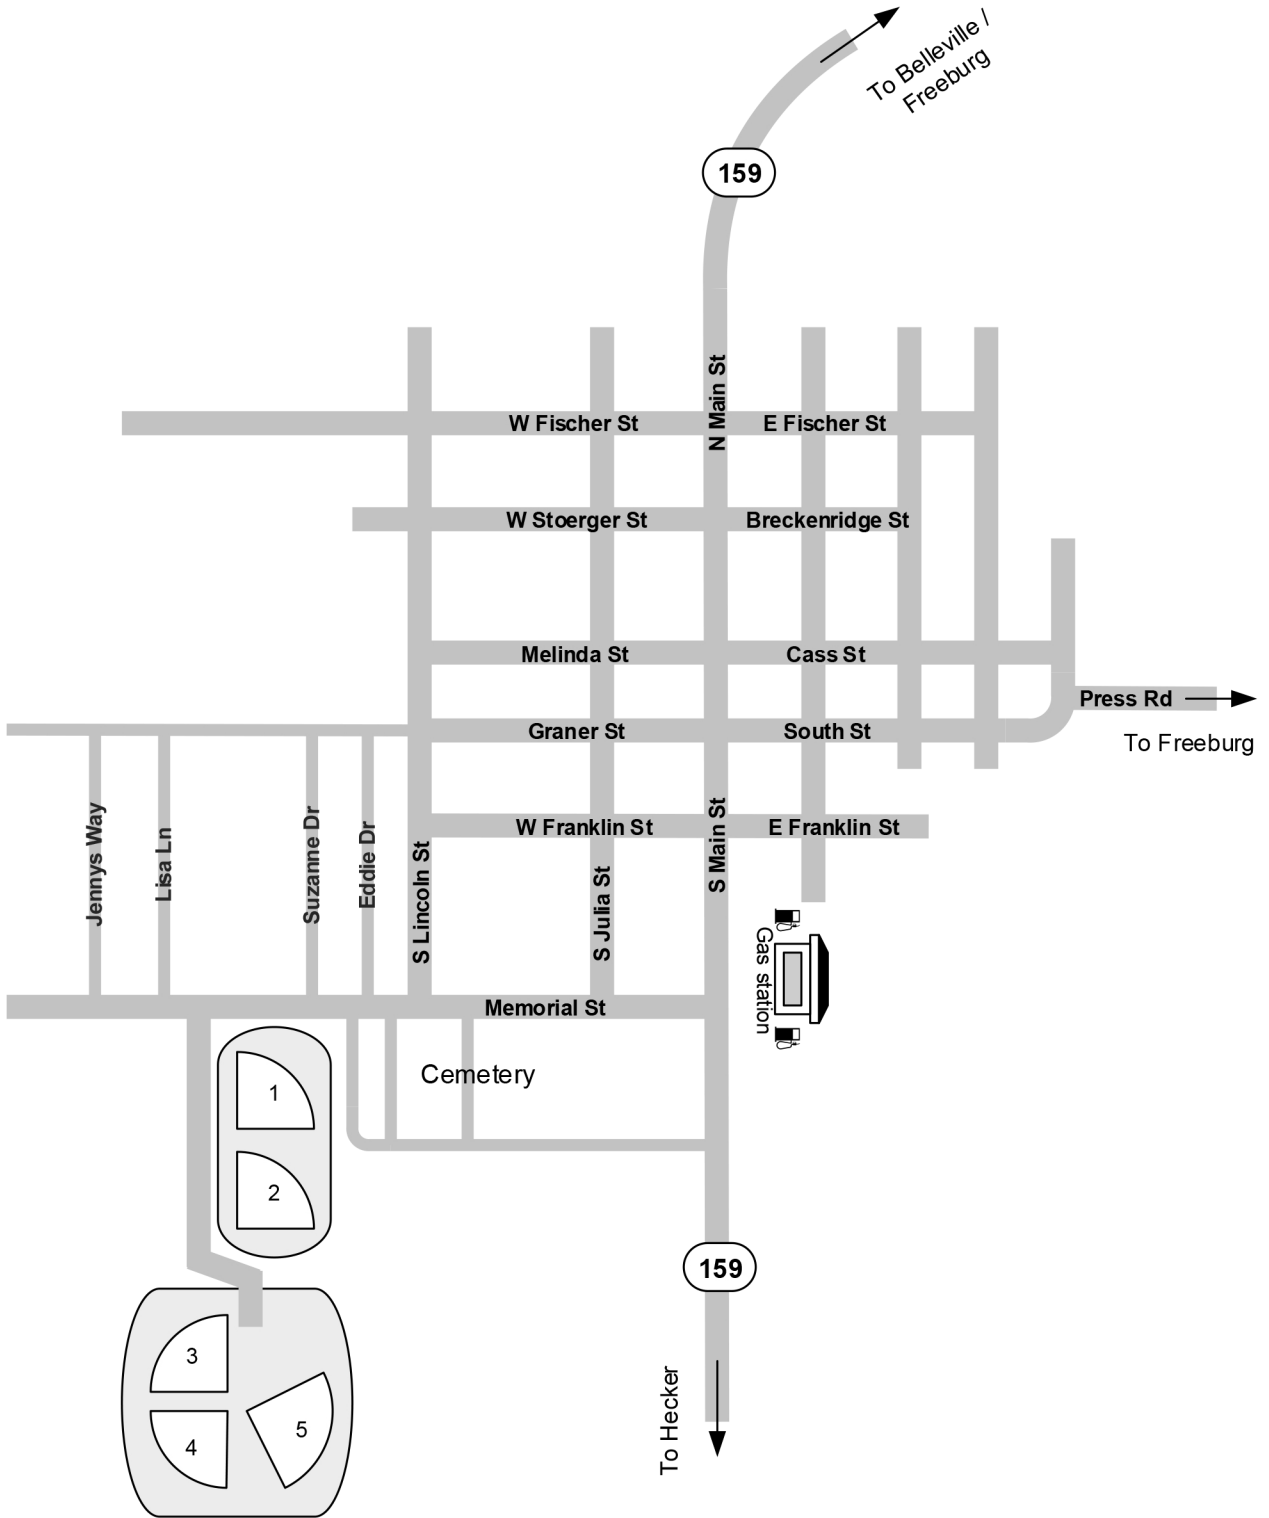 To Belleville /
Freeburg
159
N Main St
W Fischer St
E Fischer St
W Stoerger St
Breckenridge St
Melinda St
Cass St
Press Rd
To Freeburg
Graner St
South St
W Franklin St
E Franklin St
Jennys Way
Lisa Ln
Suzanne Dr
Eddie Dr
S Lincoln St
S Julia St
S Main St
Gas station
Memorial St
Cemetery
1
2
159
3
4
5
To Hecker